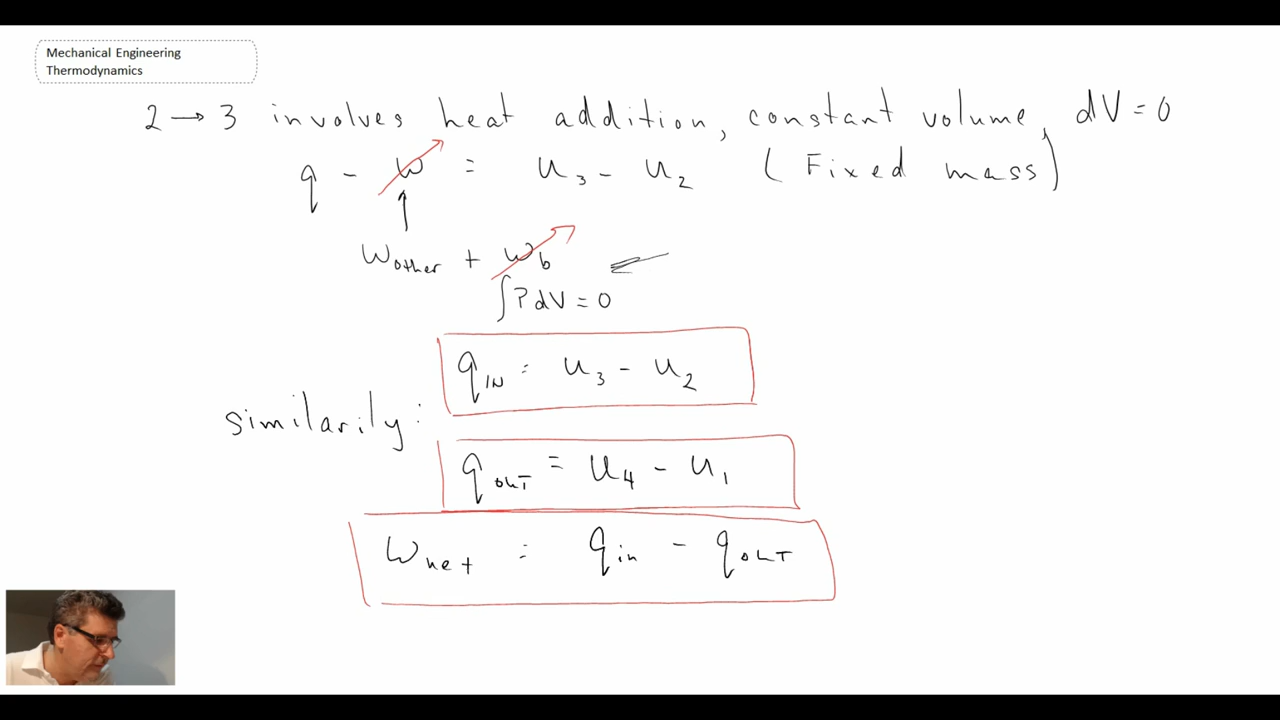 Mechanical Engineering
Thermodynamics
2 → 3 involves heat addition, constant volume, dV = 0
q - w = u₃ - u₂ (Fixed mass)
Wother + Wb
∫PdV = 0
qIN = u₃ - u₂
similarily:
qOUT = u₄ - u₁
Wnet = qin - qOUT